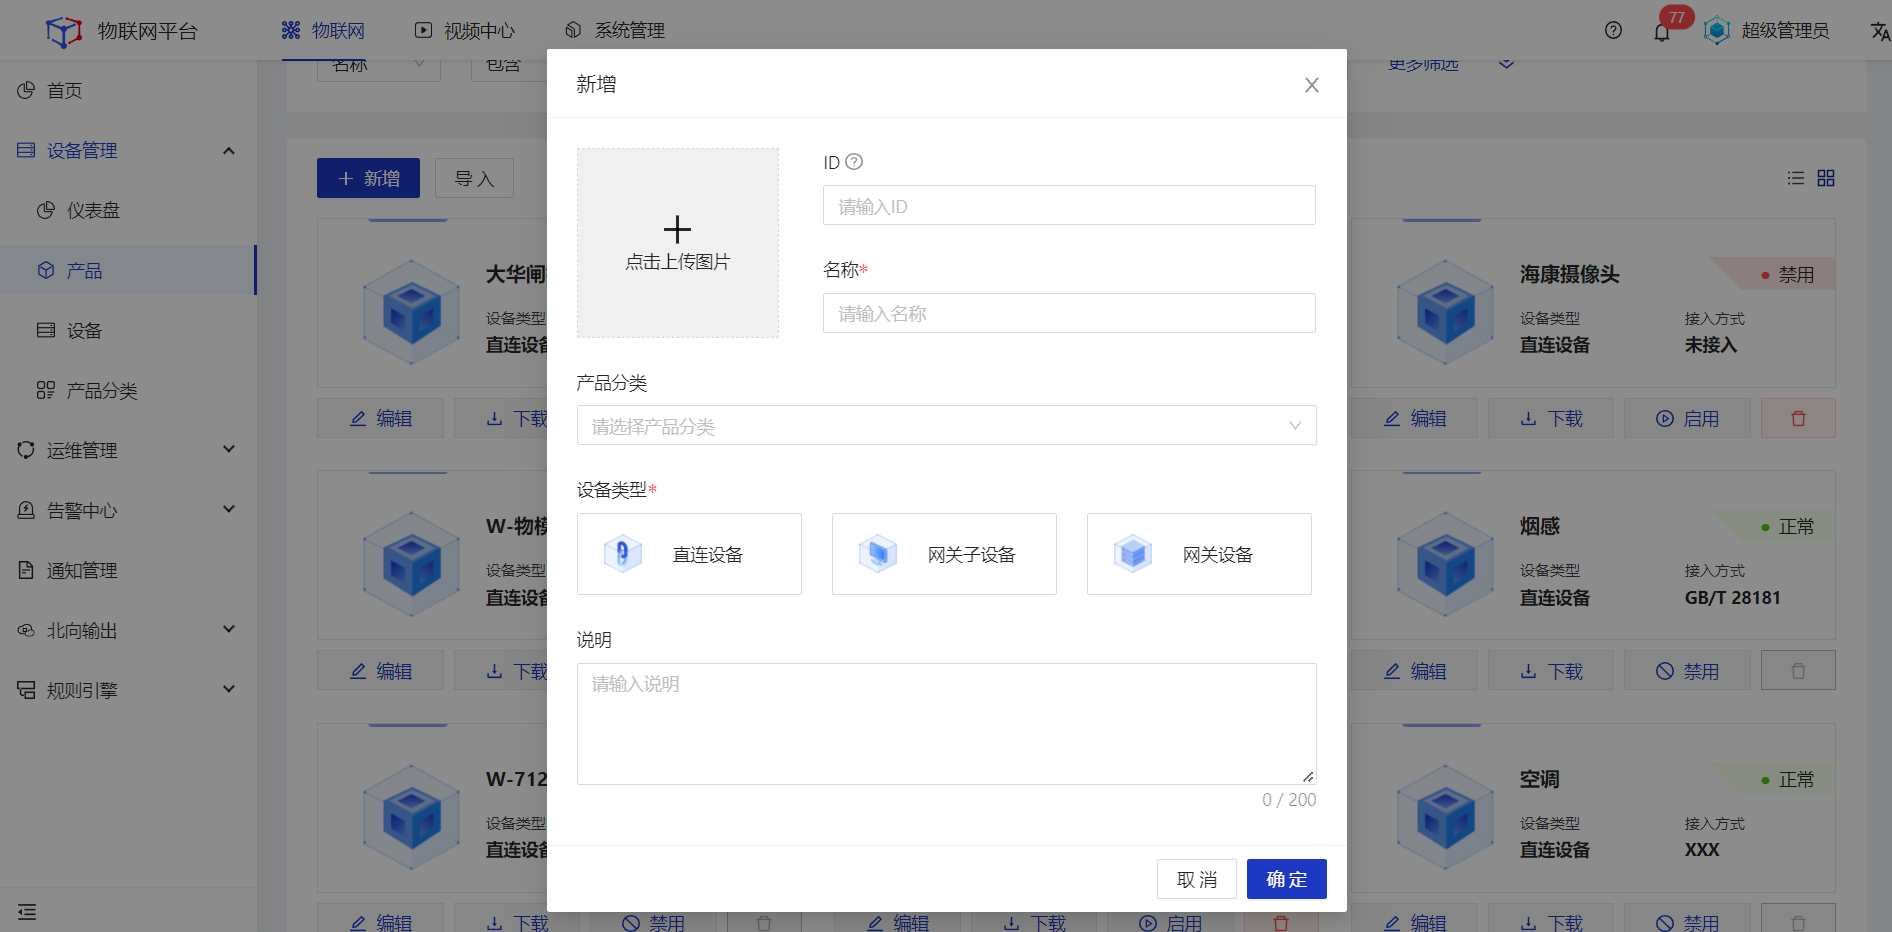 物联网平台
物联网
视频中心
系统管理
77
超级管理员
名称
包含
更多筛选
首页
设备管理
仪表盘
产品
设备
产品分类
运维管理
告警中心
通知管理
北向输出
规则引擎
新增
导入
大华闸
设备类型
直连设备
编辑
下载
W-物模
设备类型
直连设备
编辑
下载
W-712
设备类型
直连设备
编辑
下载
禁用
编辑
下载
启用
新增
点击上传图片
ID
请输入ID
名称*
请输入名称
产品分类
请选择产品分类
设备类型*
直连设备
网关子设备
网关设备
说明
请输入说明
0 / 200
取消
确定
海康摄像头
禁用
设备类型
接入方式
直连设备
未接入
编辑
下载
启用
烟感
正常
设备类型
接入方式
直连设备
GB/T 28181
编辑
下载
禁用
空调
正常
设备类型
接入方式
直连设备
XXX
编辑
下载
禁用